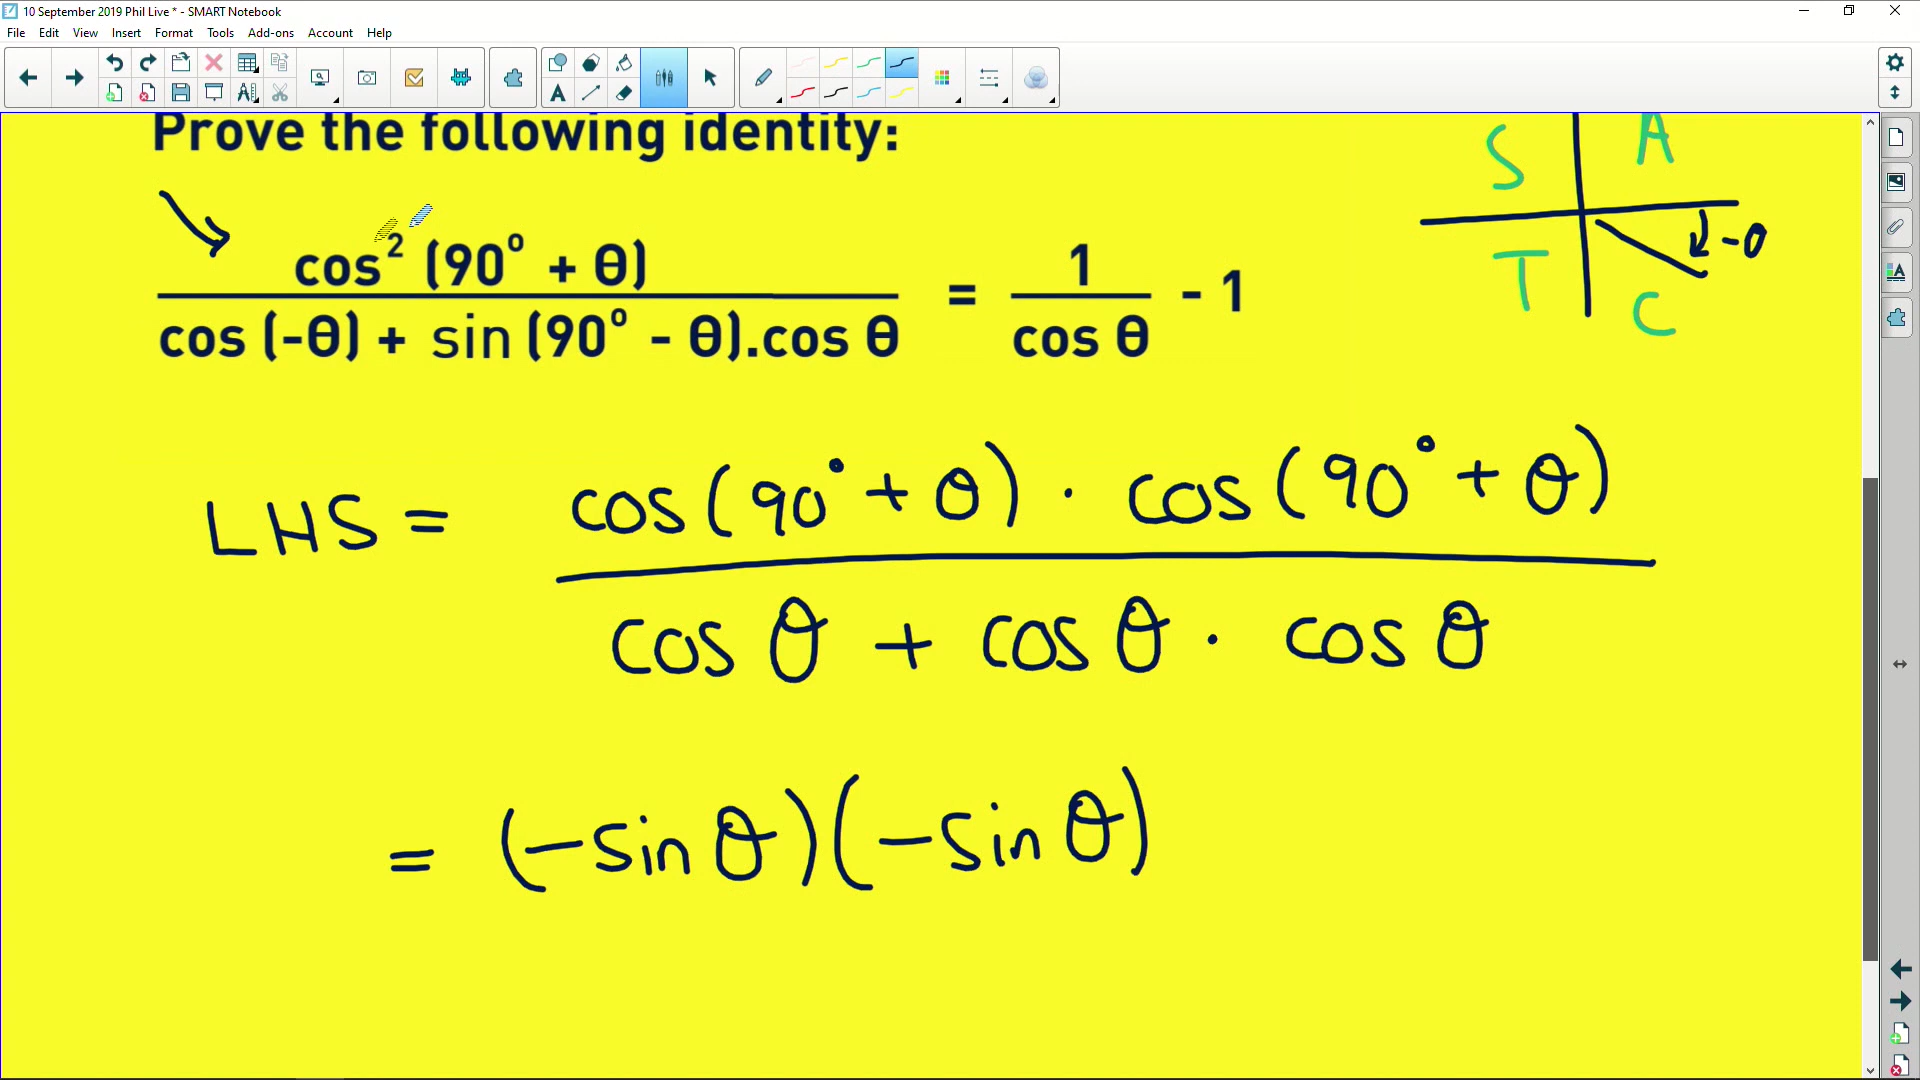 10 September 2019 Phil Live * - SMART Notebook
File Edit View Insert Format Tools Add-ons Account Help
Prove the following identity:
cos² (90° + θ)
cos (-θ) + sin (90° - θ).cos θ
=
1
cos θ
- 1
S A
T C
-θ
LHS = cos(90° + θ) · cos(90° + θ)
cos θ + cos θ · cos θ
= (-sin θ)(-sin θ)